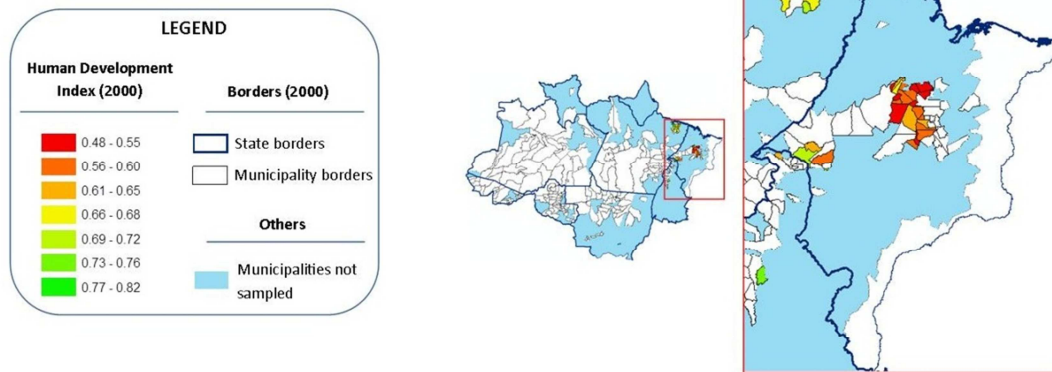 LEGEND
Human Development
Index (2000)
0.48 - 0.55
0.56 - 0.60
0.61 - 0.65
0.66 - 0.68
0.69 - 0.72
0.73 - 0.76
0.77 - 0.82
Borders (2000)
State borders
Municipality borders
Others
Municipalities not
sampled